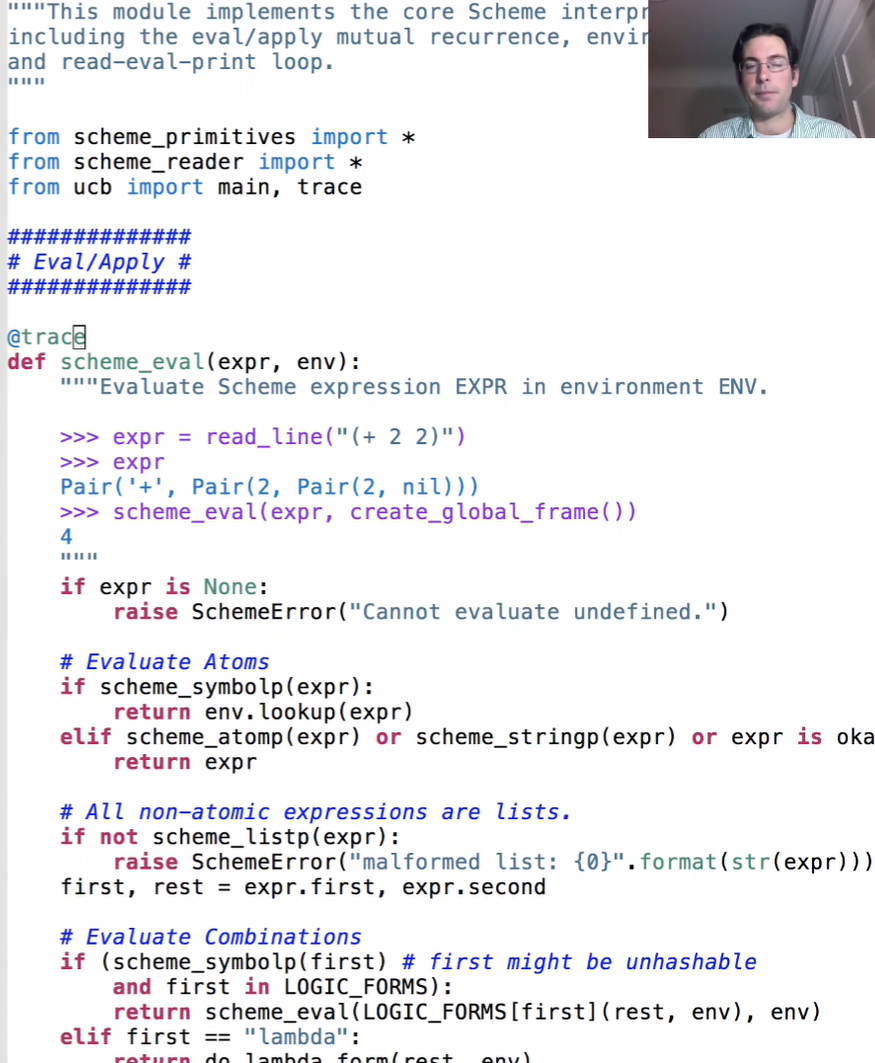 """This module implements the core Scheme
including the eval/apply mutual recurrence,
and read-eval-print loop.
"""
from scheme_primitives import *
from scheme_reader import *
from ucb import main, trace
##############
# Eval/Apply #
##############
@trace
def scheme_eval(expr, env):
    """Evaluate Scheme expression EXPR in environment ENV.
    >>> expr = read_line("(+ 2 2)")
    >>> expr
    Pair('+', Pair(2, Pair(2, nil)))
    >>> scheme_eval(expr, create_global_frame())
    4
    """
    if expr is None:
        raise SchemeError("Cannot evaluate undefined.")
    # Evaluate Atoms
    if scheme_symbolp(expr):
        return env.lookup(expr)
    elif scheme_atomp(expr) or scheme_stringp(expr) or expr is oka
        return expr
    # All non-atomic expressions are lists.
    if not scheme_listp(expr):
        raise SchemeError("malformed list: {0}".format(str(expr)))
    first, rest = expr.first, expr.second
    # Evaluate Combinations
    if (scheme_symbolp(first) # first might be unhashable
        and first in LOGIC_FORMS):
        return scheme_eval(LOGIC_FORMS[first](rest, env), env)
    elif first == "lambda":
        return do_lambda_form(rest, env)